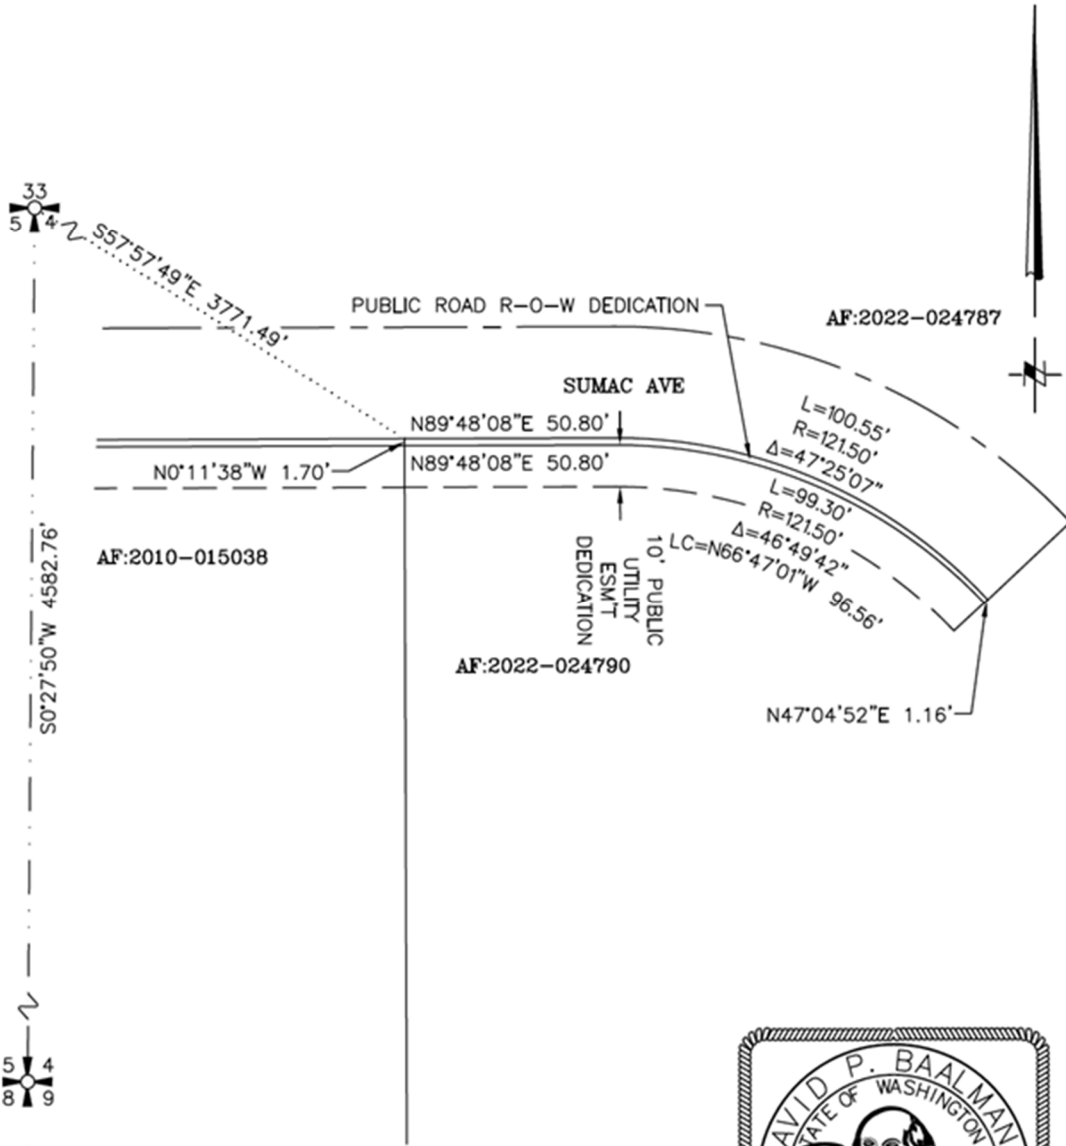 33
5 4
S57°57'49"E 3771.49'
PUBLIC ROAD R-O-W DEDICATION
AF:2022-024787
SUMAC AVE
N89°48'08"E 50.80'
N0°11'38"W 1.70'
N89°48'08"E 50.80'
L=100.55'
R=121.50'
Δ=47°25'07"
L=99.30'
R=121.50'
Δ=46°49'42"
LC=N66°47'01"W 96.56'
AF:2010-015038
S0°27'50"W 4582.76'
10' PUBLIC
UTILITY
ESM'T
DEDICATION
AF:2022-024790
N47°04'52"E 1.16'
5 4
8 9
AVID P. BAALMAN
TATE OF WASHINGTON